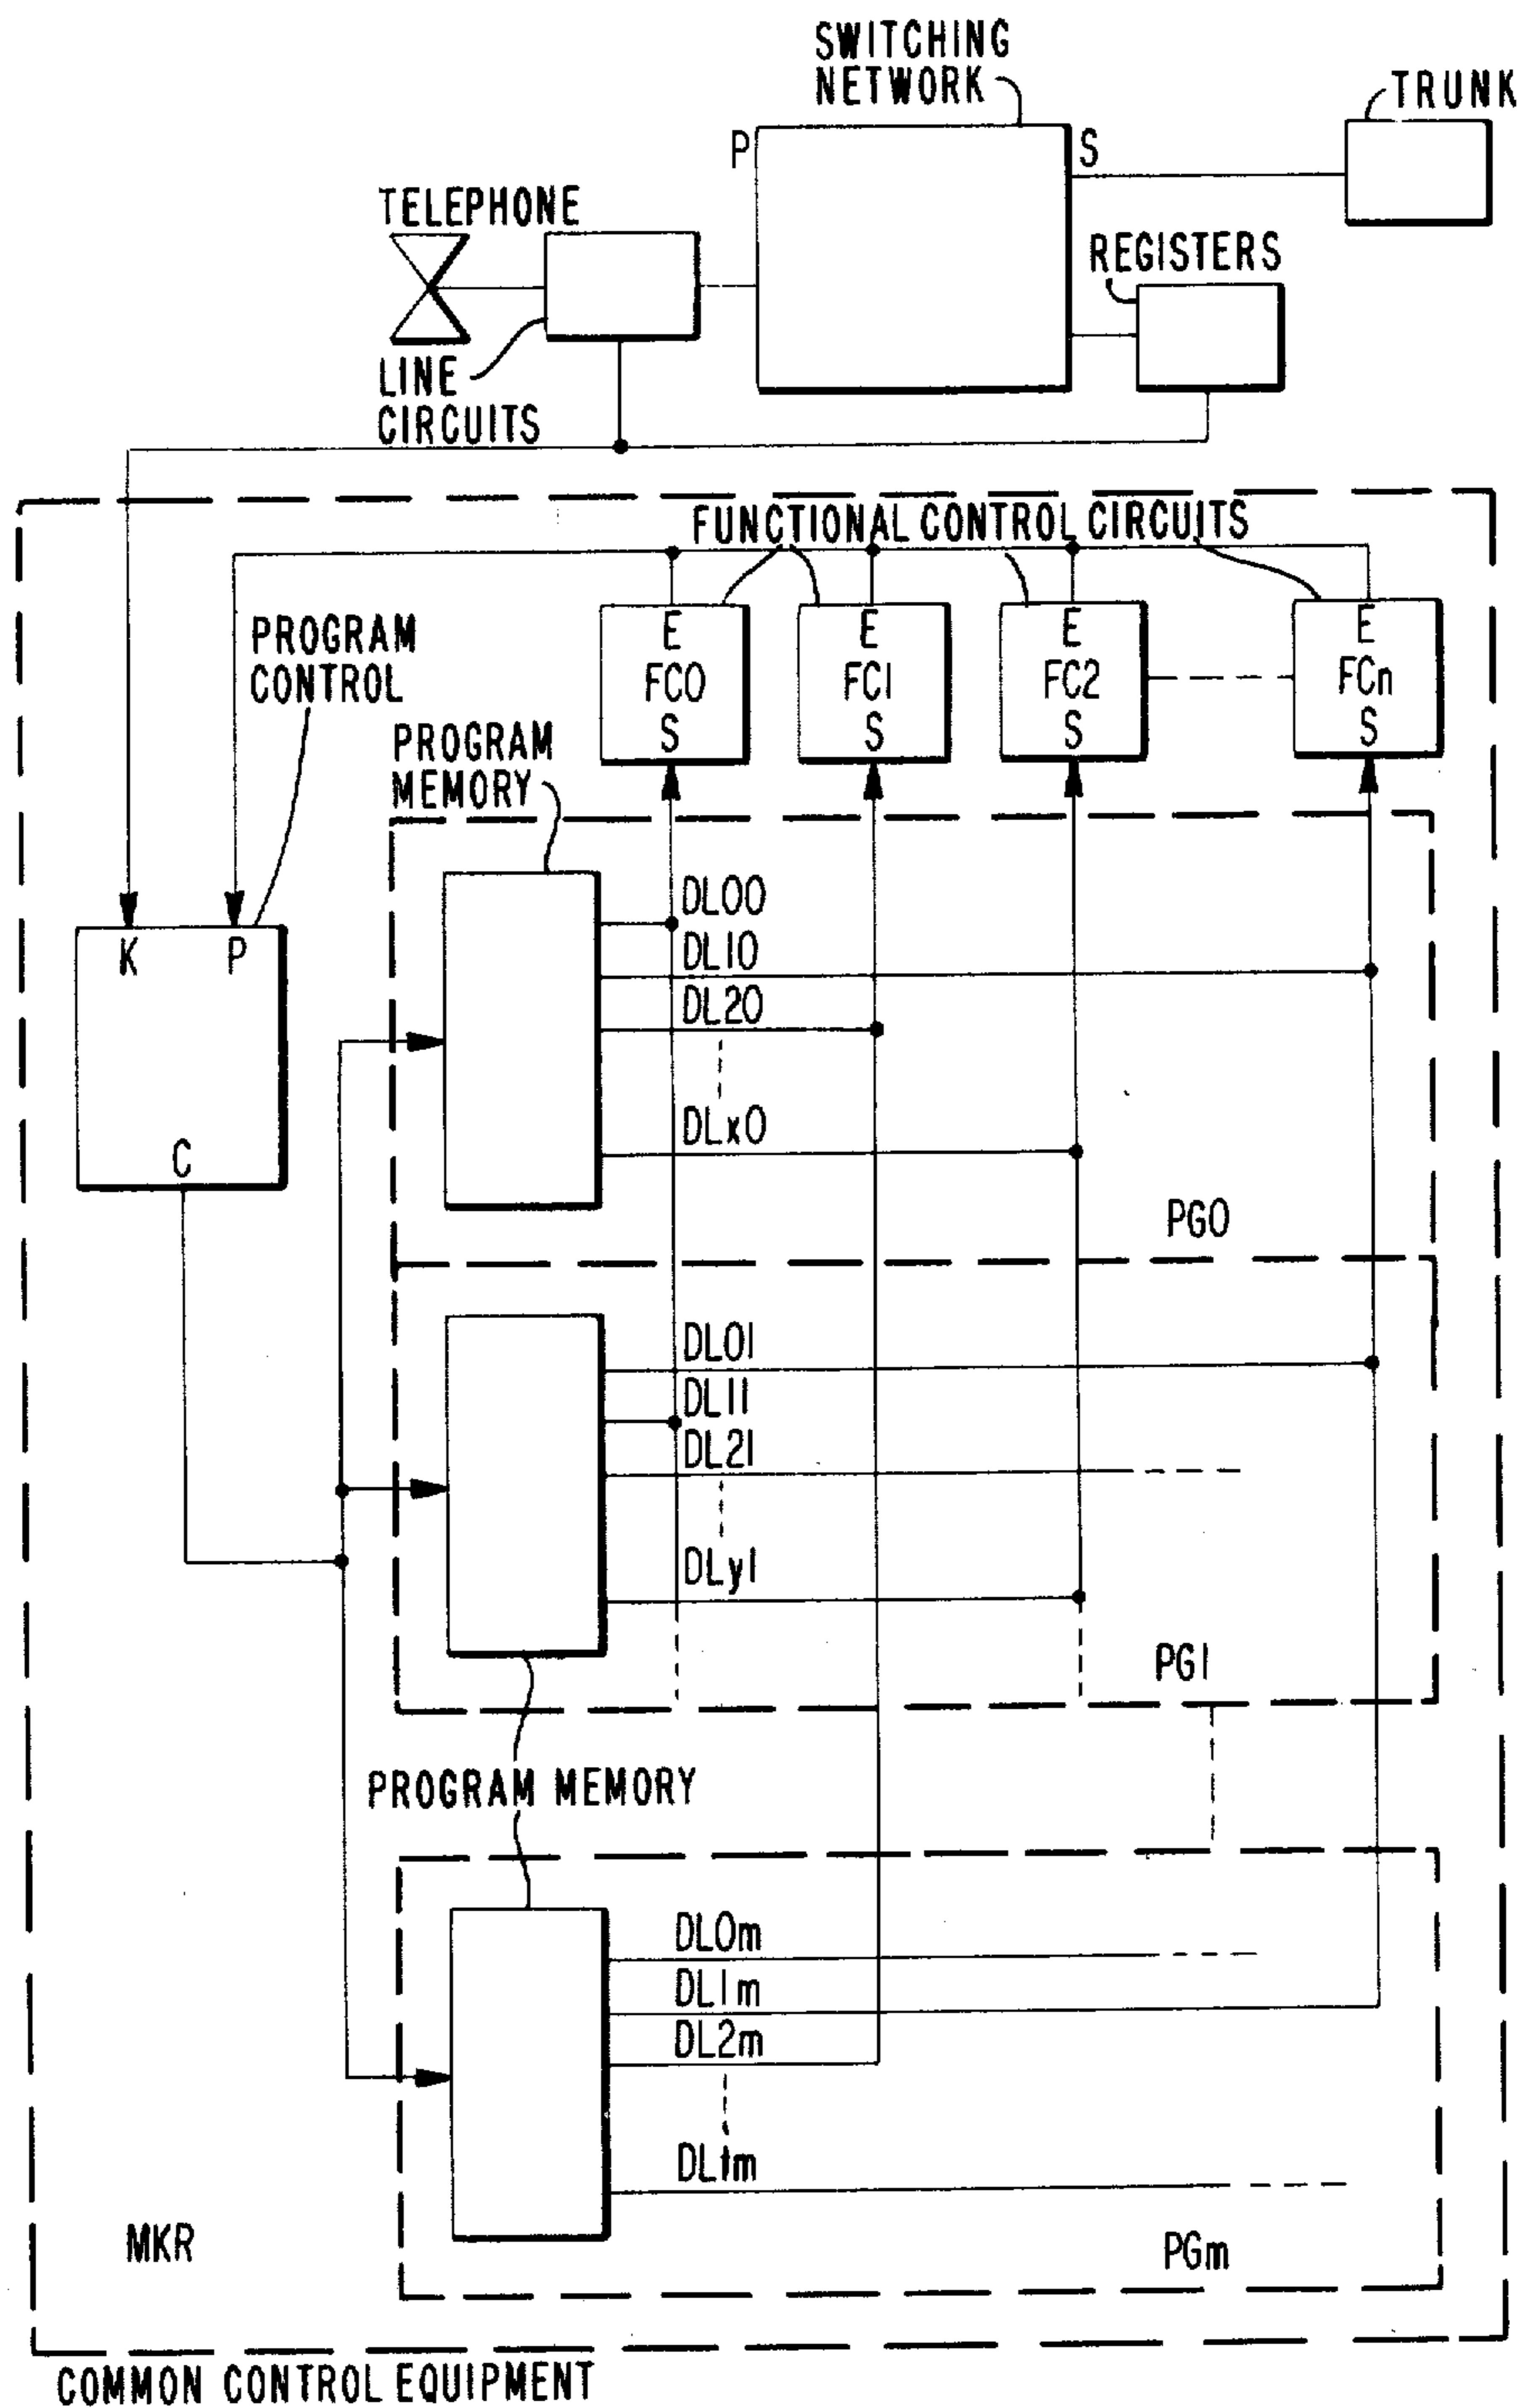 SWITCHING
NETWORK
TRUNK
P
S
TELEPHONE
REGISTERS
LINE
CIRCUITS
FUNCTIONAL CONTROL CIRCUITS
PROGRAM
CONTROL
E
FC0
S
E
FC1
S
E
FC2
S
E
FCn
S
PROGRAM
MEMORY
K
P
C
DL00
DL10
DL20
DLx0
PG0
DL01
DL11
DL21
DLy1
PG1
PROGRAM MEMORY
DL0m
DL1m
DL2m
DLtm
PGm
MKR
COMMON CONTROL EQUIPMENT